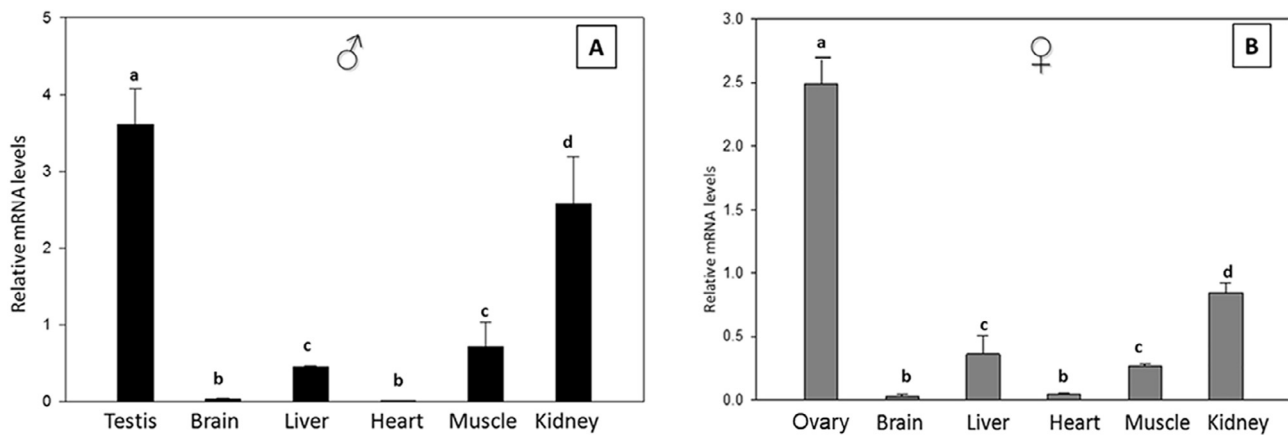 A
♂
Relative mRNA levels
5
4
3
2
1
0
a
b
c
b
c
d
Testis Brain Liver Heart Muscle Kidney
B
♀
Relative mRNA levels
3.0
2.5
2.0
1.5
1.0
0.5
0.0
a
b
c
b
c
d
Ovary Brain Liver Heart Muscle Kidney